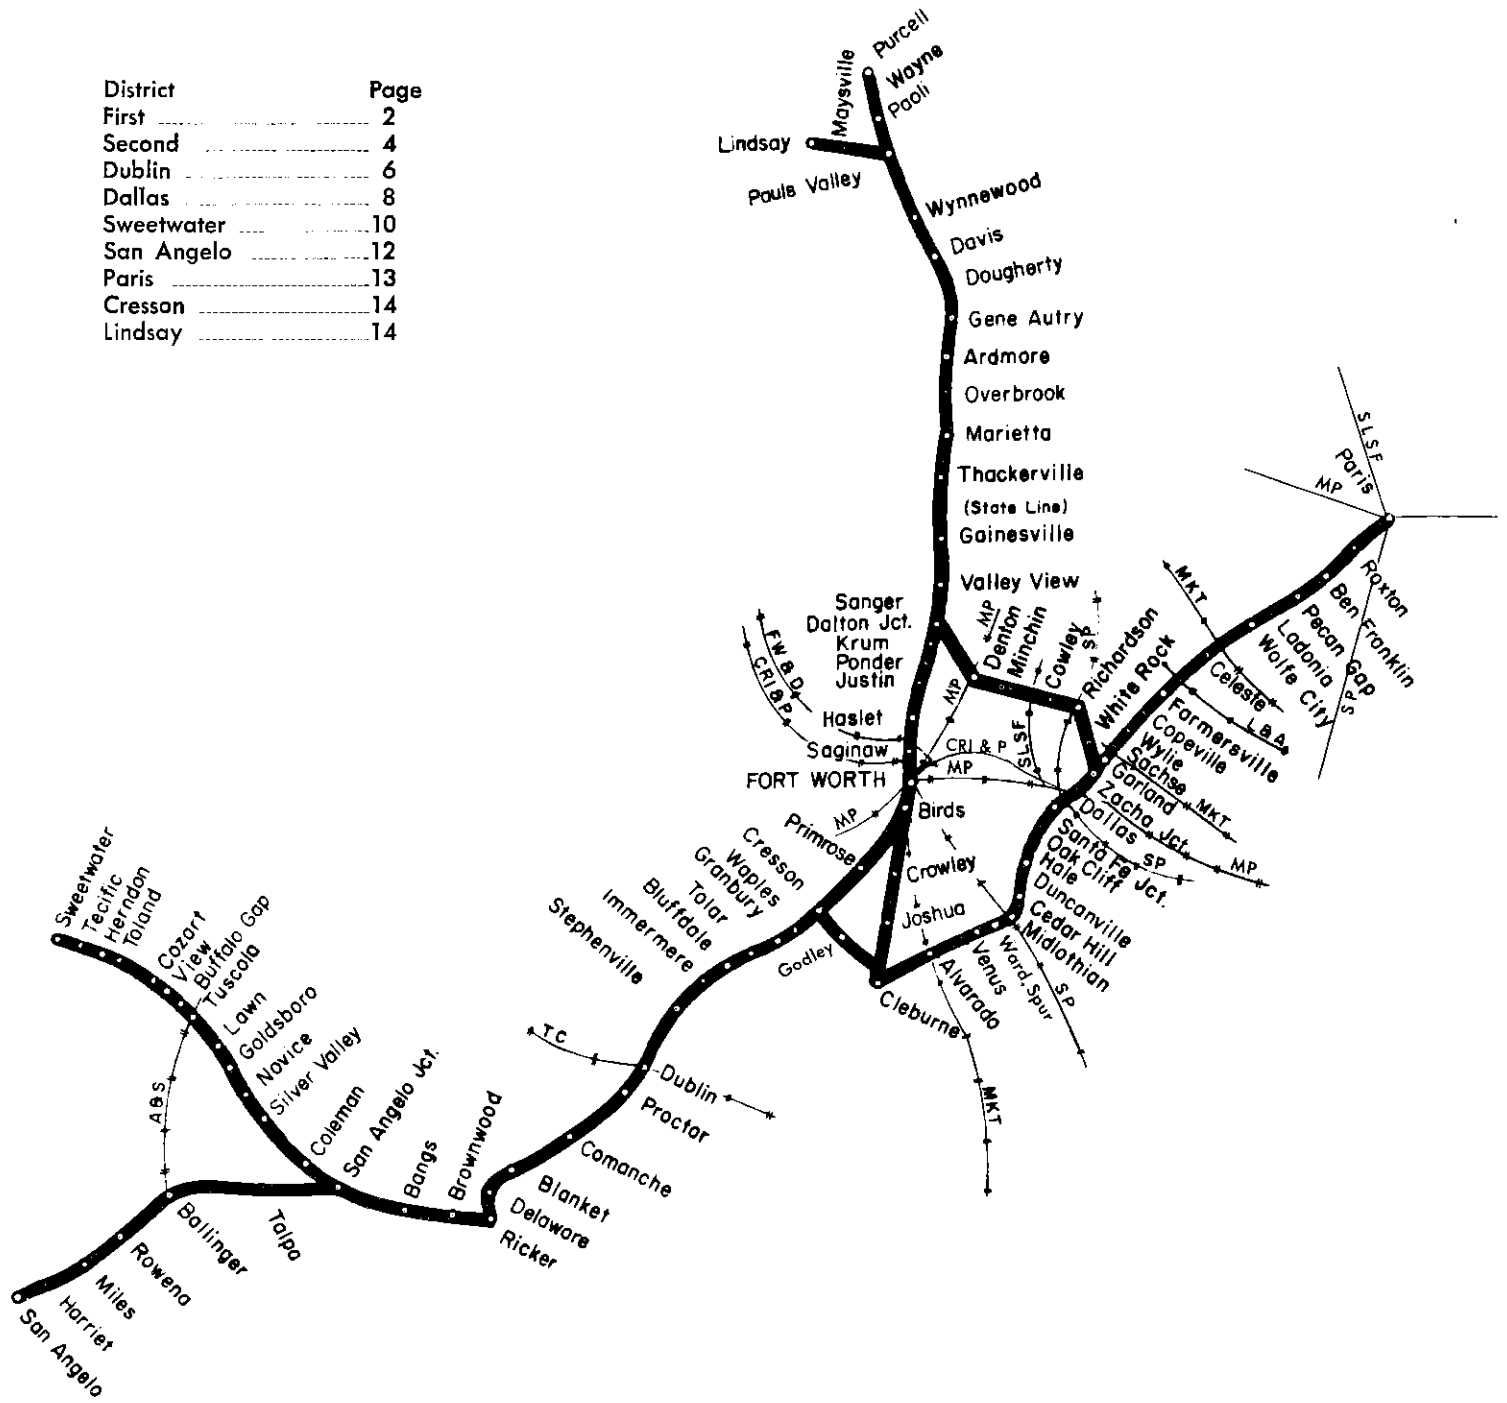 District Page
First 2
Second 4
Dublin 6
Dallas 8
Sweetwater 10
San Angelo 12
Paris 13
Cresson 14
Lindsay 14
Purcell
Wayne
Paoli
Maysville
Lindsay
Pauls Valley
Wynnewood
Davis
Dougherty
Gene Autry
Ardmore
Overbrook
Marietta
Thackerville
(State Line)
Gainesville
Valley View
Sanger
Dalton Jct.
Krum
Ponder
Justin
Haslet
Saginaw
FORT WORTH
FW&D
CRI&P
MP
Denton
Minchin
Cowley
SP
Richardson
White Rock
MP
CRI & P
MP
SLSF
MP
SLSF
Paris
MP
Roxton
Ben Franklin
Pecan Gap
Ladonia
Wolfe City
SP
MKT
Celeste
L&A
Farmersville
Copeville
Wylie
Sachse
MKT
Garland
Zacha Jct.
MP
Dallas
SP
Santa Fe Jct.
Oak Cliff
Hale
Duncanville
Cedar Hill
Midlothian
Ward, Spur
SP
Venus
Alvarado
MKT
Cleburne
Birds
Crowley
Joshua
Godley
Primrose
Cresson
Waples
Granbury
Tolar
Bluffdale
Immermere
Stephenville
TC
Dublin
Proctor
Comanche
Blanket
Delaware
Ricker
Brownwood
Bangs
San Angelo Jct.
Coleman
Silver Valley
Novice
Goldsboro
Lawn
Tuscola
Buffalo Gap
View
Cozart
Toland
Herndon
Tecific
Sweetwater
A&S
Talpa
Ballinger
Rowena
Miles
Harriet
San Angelo